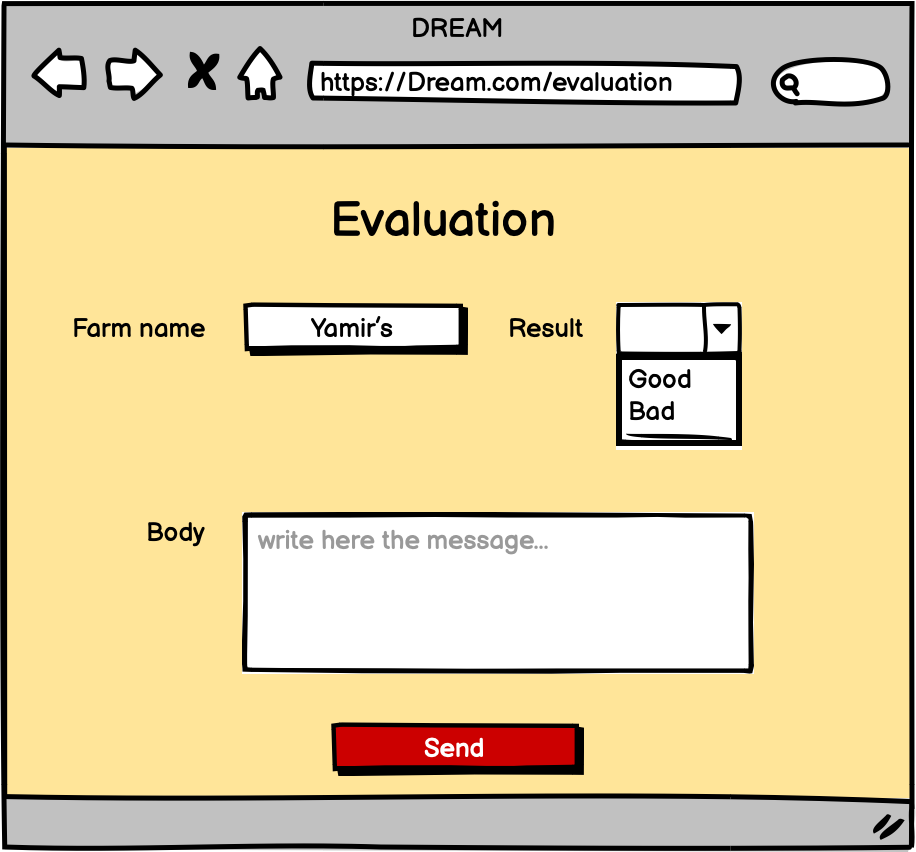 DREAM
https://Dream.com/evaluation
Evaluation
Farm name Yamir's Result
Good
Bad
Body write here the message...
Send